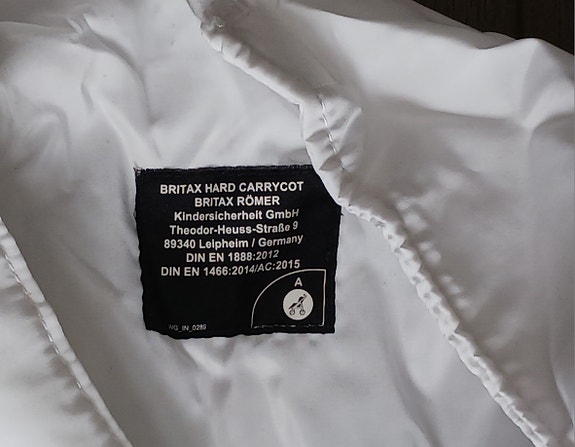 BRITAX HARD CARRYCOT
BRITAX RÖMER
Kindersicherheit GmbH
Theodor-Heuss-Straße 9
89340 Leipheim / Germany
DIN EN 1888:2012
DIN EN 1466:2014/AC:2015
A
NG_IN_0289